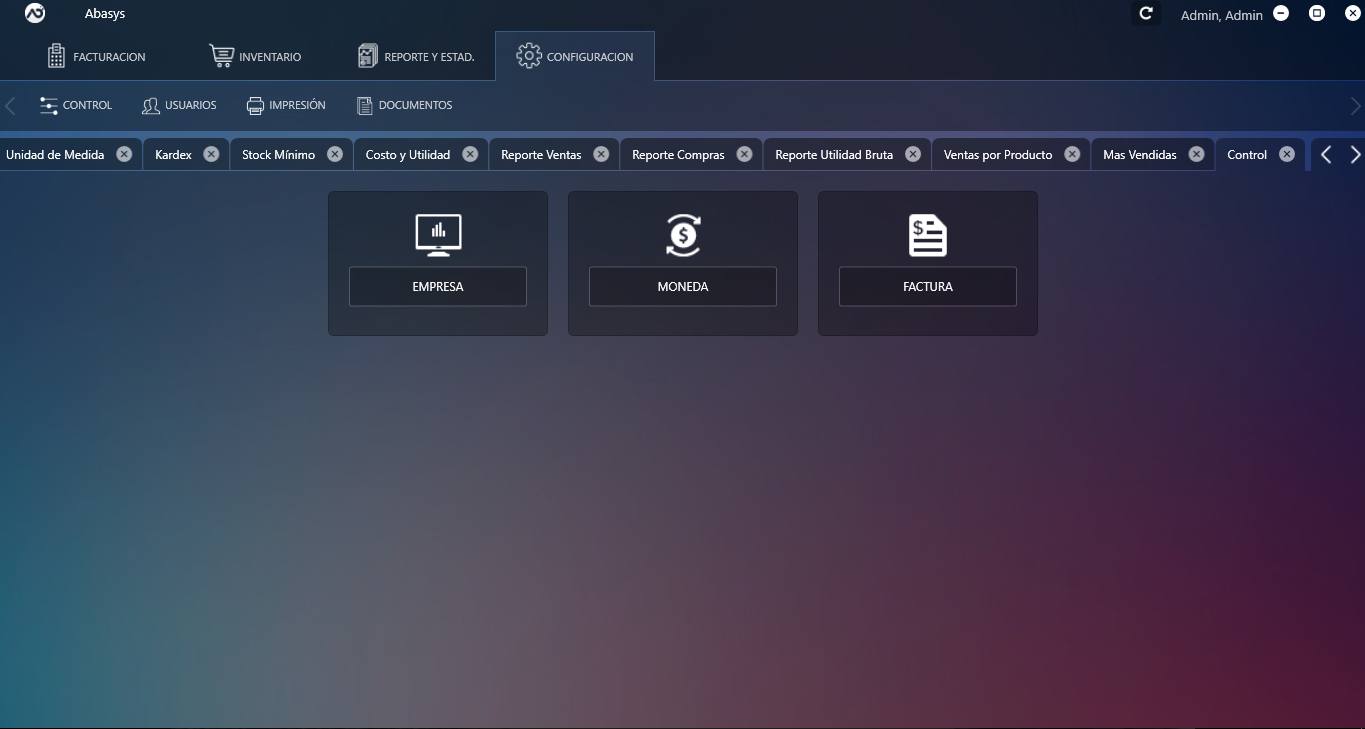 Abasys
Admin, Admin
FACTURACION
INVENTARIO
REPORTE Y ESTAD.
CONFIGURACION
CONTROL
USUARIOS
IMPRESIÓN
DOCUMENTOS
Unidad de Medida
Kardex
Stock Mínimo
Costo y Utilidad
Reporte Ventas
Reporte Compras
Reporte Utilidad Bruta
Ventas por Producto
Mas Vendidas
Control
EMPRESA
MONEDA
FACTURA